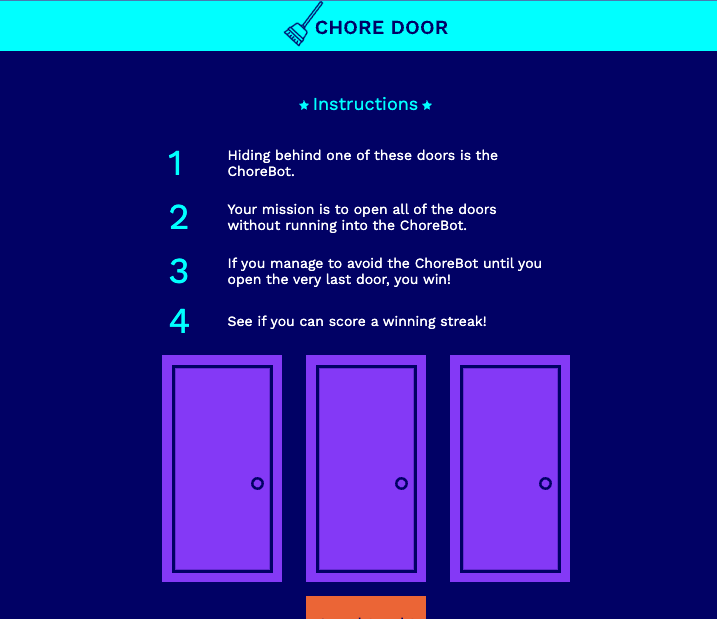 CHORE DOOR
Instructions
1
Hiding behind one of these doors is the
ChoreBot.
2
Your mission is to open all of the doors
without running into the ChoreBot.
3
If you manage to avoid the ChoreBot until you
open the very last door, you win!
4
See if you can score a winning streak!